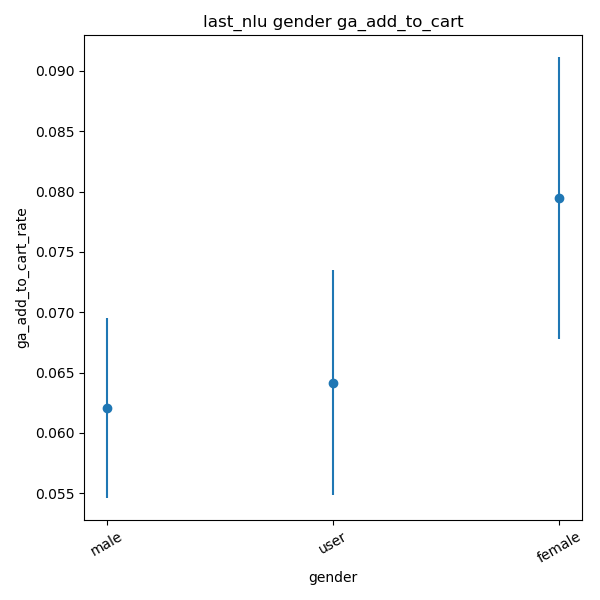 last_nlu gender ga_add_to_cart
ga_add_to_cart_rate
0.090
0.085
0.080
0.075
0.070
0.065
0.060
0.055
male
user
female
gender